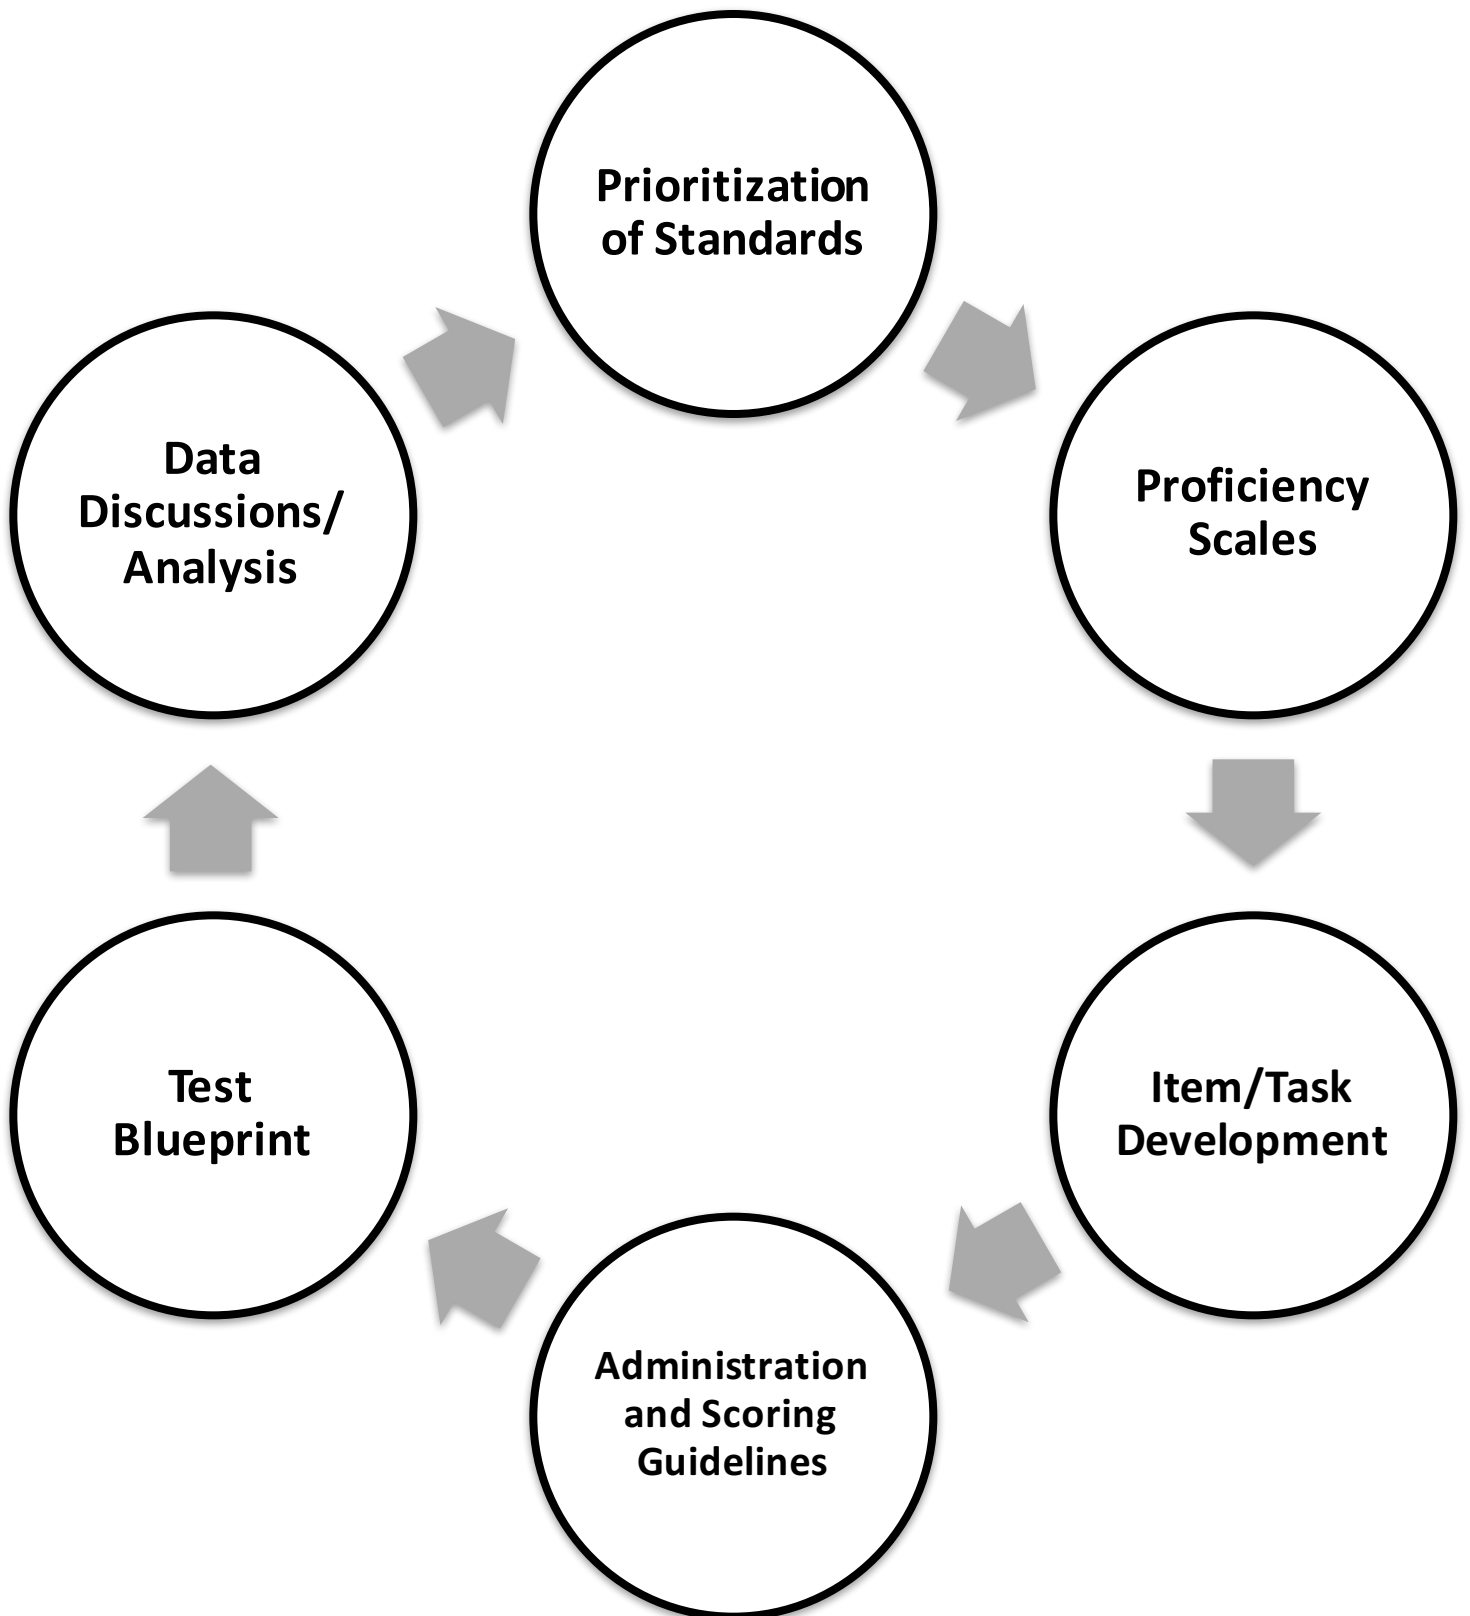 Prioritization
of Standards
Proficiency
Scales
Item/Task
Development
Administration
and Scoring
Guidelines
Test
Blueprint
Data
Discussions/
Analysis